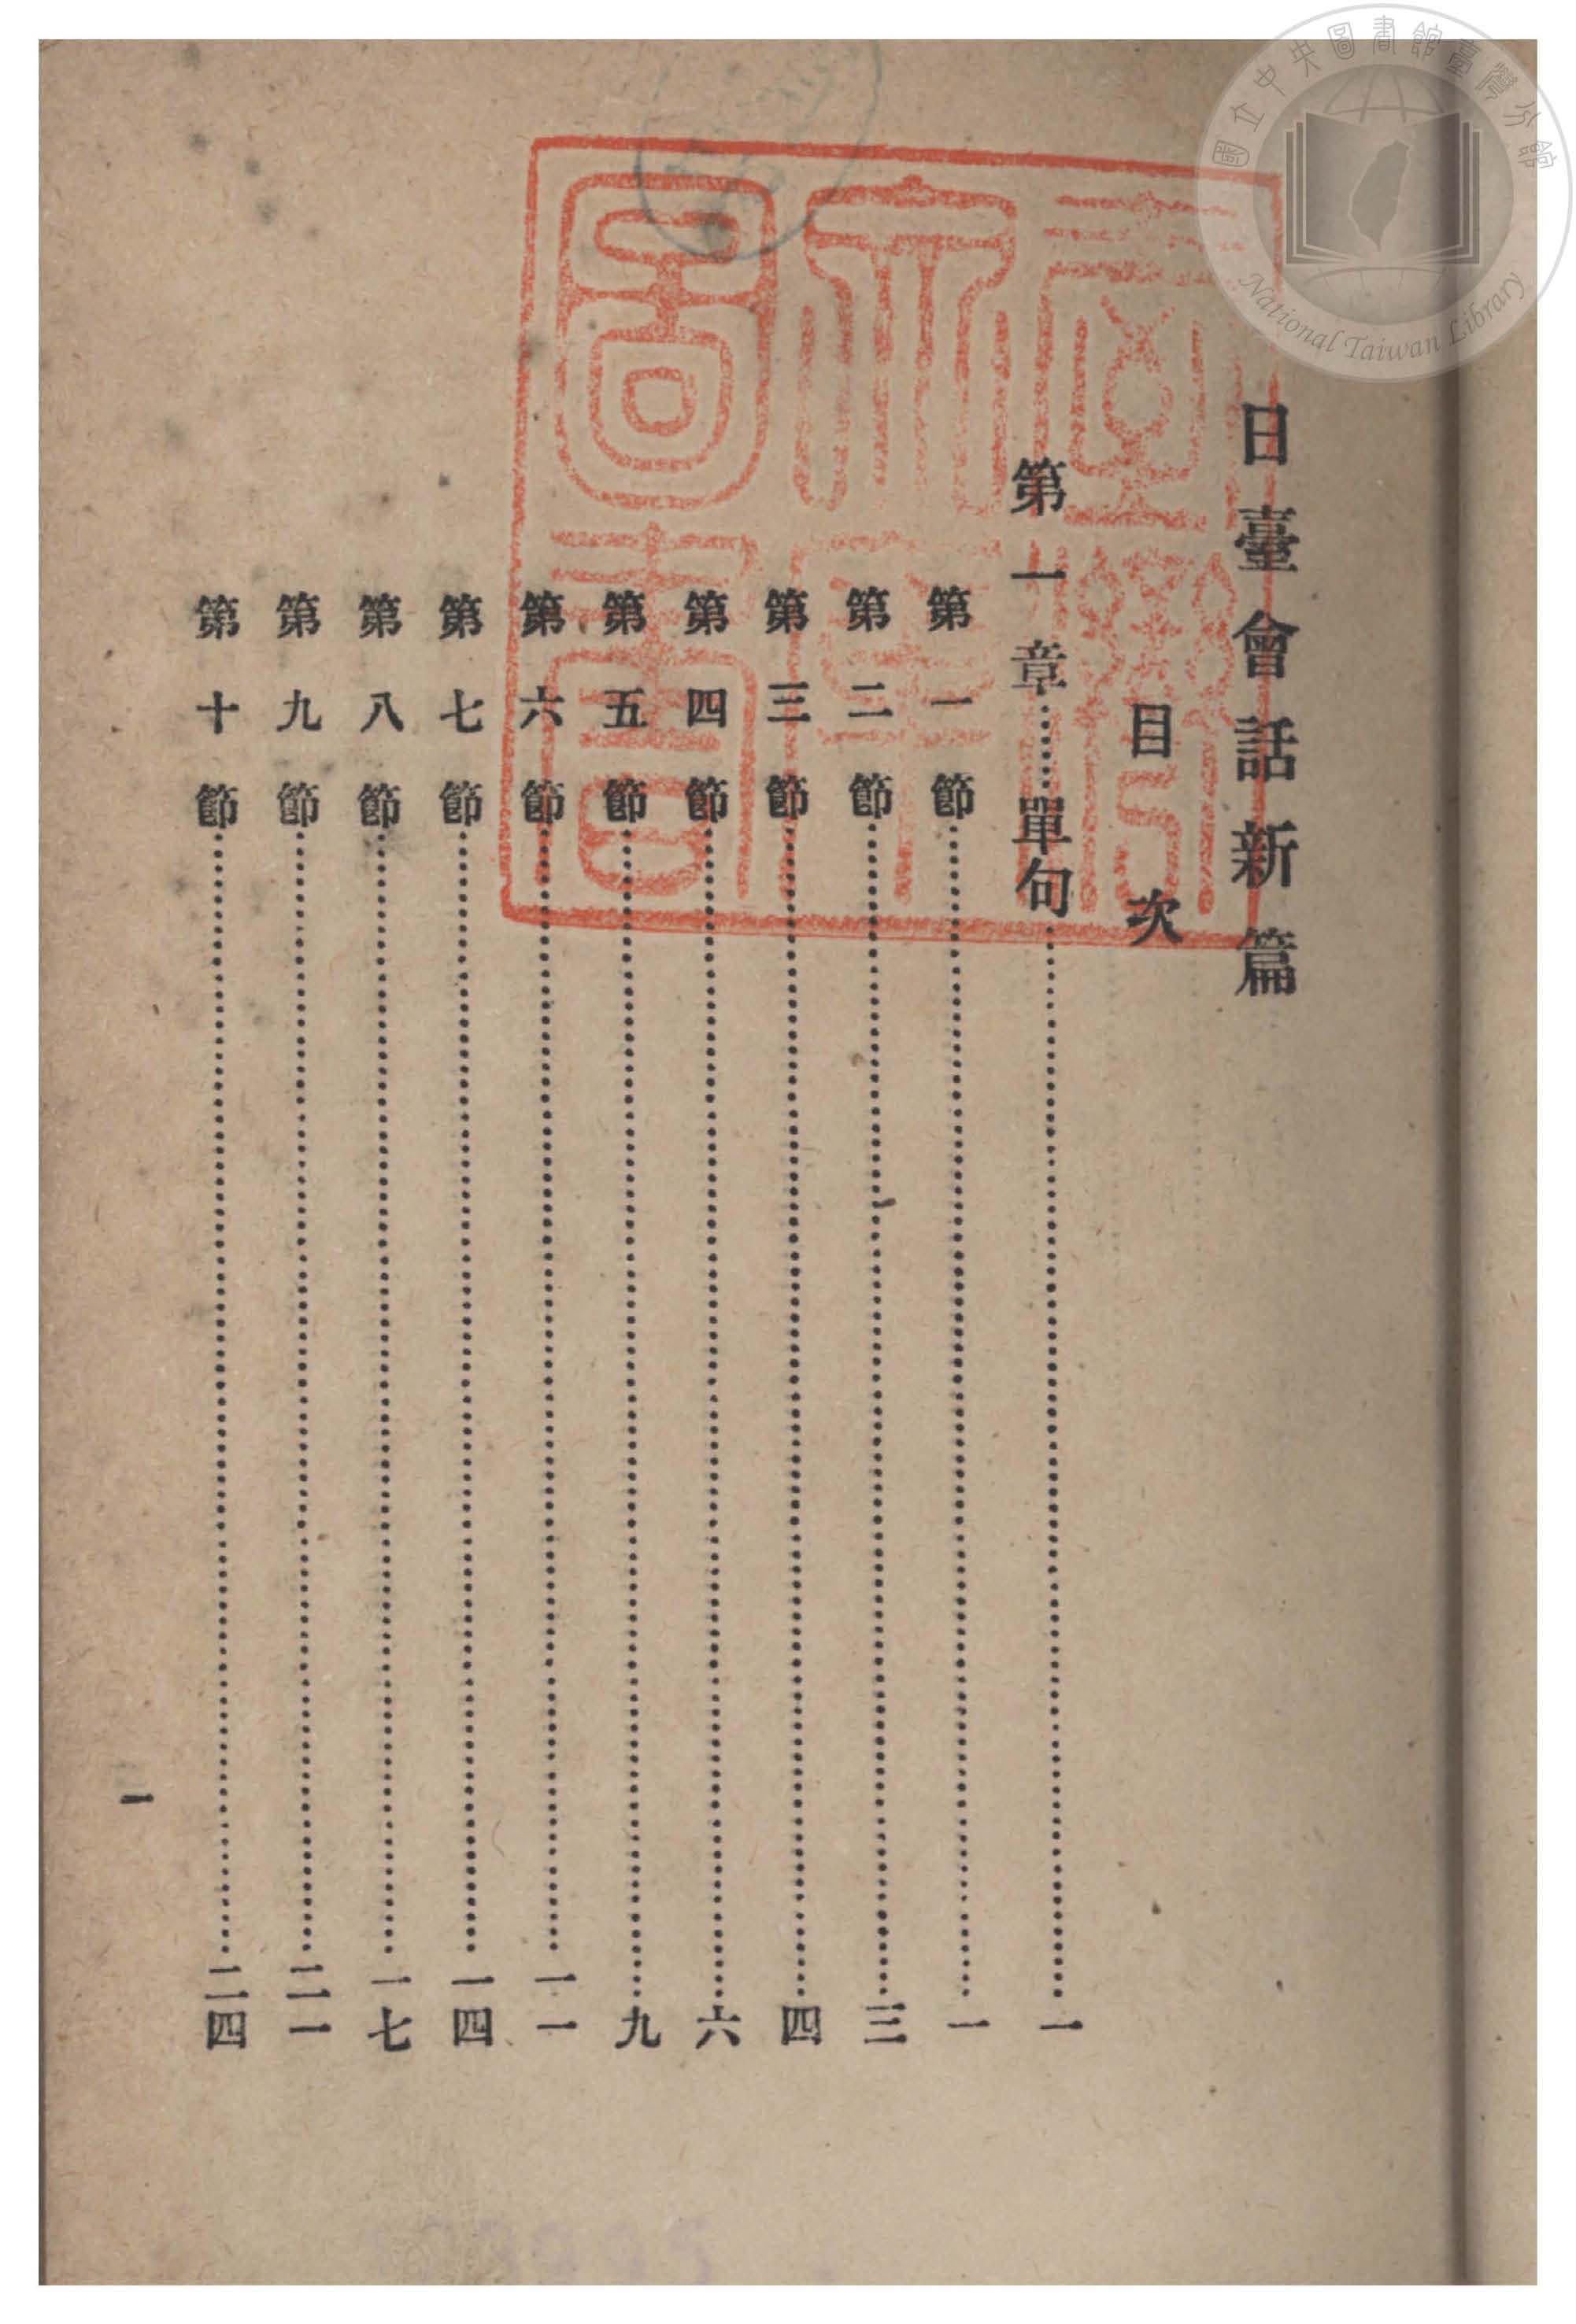 日臺會話新篇
目次
第一章……單句……一
第一節……一
第二節……三
第三節……四
第四節……六
第五節……九
第六節……一一
第七節……一四
第八節……一七
第九節……二一
第十節……二四
一
國立中央圖書館臺灣分館
National Taiwan Library